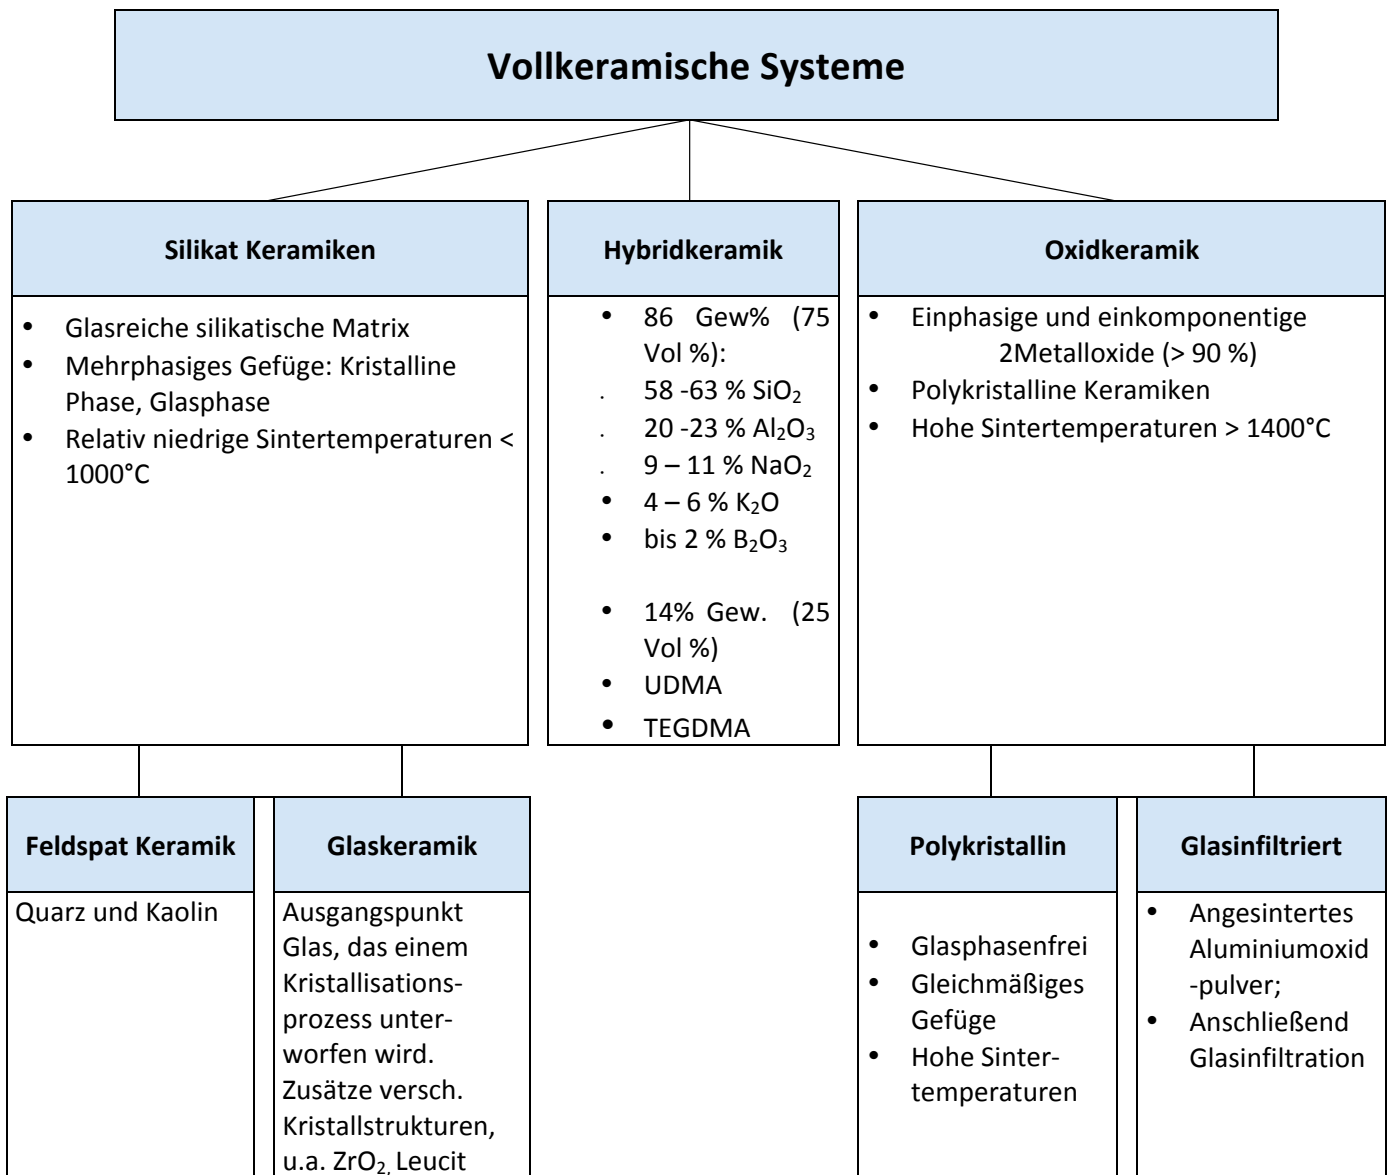 Vollkeramische Systeme
Silikat Keramiken
• Glasreiche silikatische Matrix
• Mehrphasiges Gefüge: Kristalline
Phase, Glasphase
• Relativ niedrige Sintertemperaturen <
1000°C
Hybridkeramik
• 86 Gew% (75
Vol %):
. 58 -63 % SiO₂
. 20 -23 % Al₂O₃
. 9 – 11 % NaO₂
• 4 – 6 % K₂O
• bis 2 % B₂O₃
• 14% Gew. (25
Vol %)
• UDMA
• TEGDMA
Oxidkeramik
• Einphasige und einkomponentige
2Metalloxide (> 90 %)
• Polykristalline Keramiken
• Hohe Sintertemperaturen > 1400°C
Feldspat Keramik
Quarz und Kaolin
Glaskeramik
Ausgangspunkt
Glas, das einem
Kristallisations-
prozess unter-
worfen wird.
Zusätze versch.
Kristallstrukturen,
u.a. ZrO₂, Leucit
Polykristallin
• Glasphasenfrei
• Gleichmäßiges
Gefüge
• Hohe Sinter-
temperaturen
Glasinfiltriert
• Angesintertes
Aluminiumoxid
-pulver;
• Anschließend
Glasinfiltration